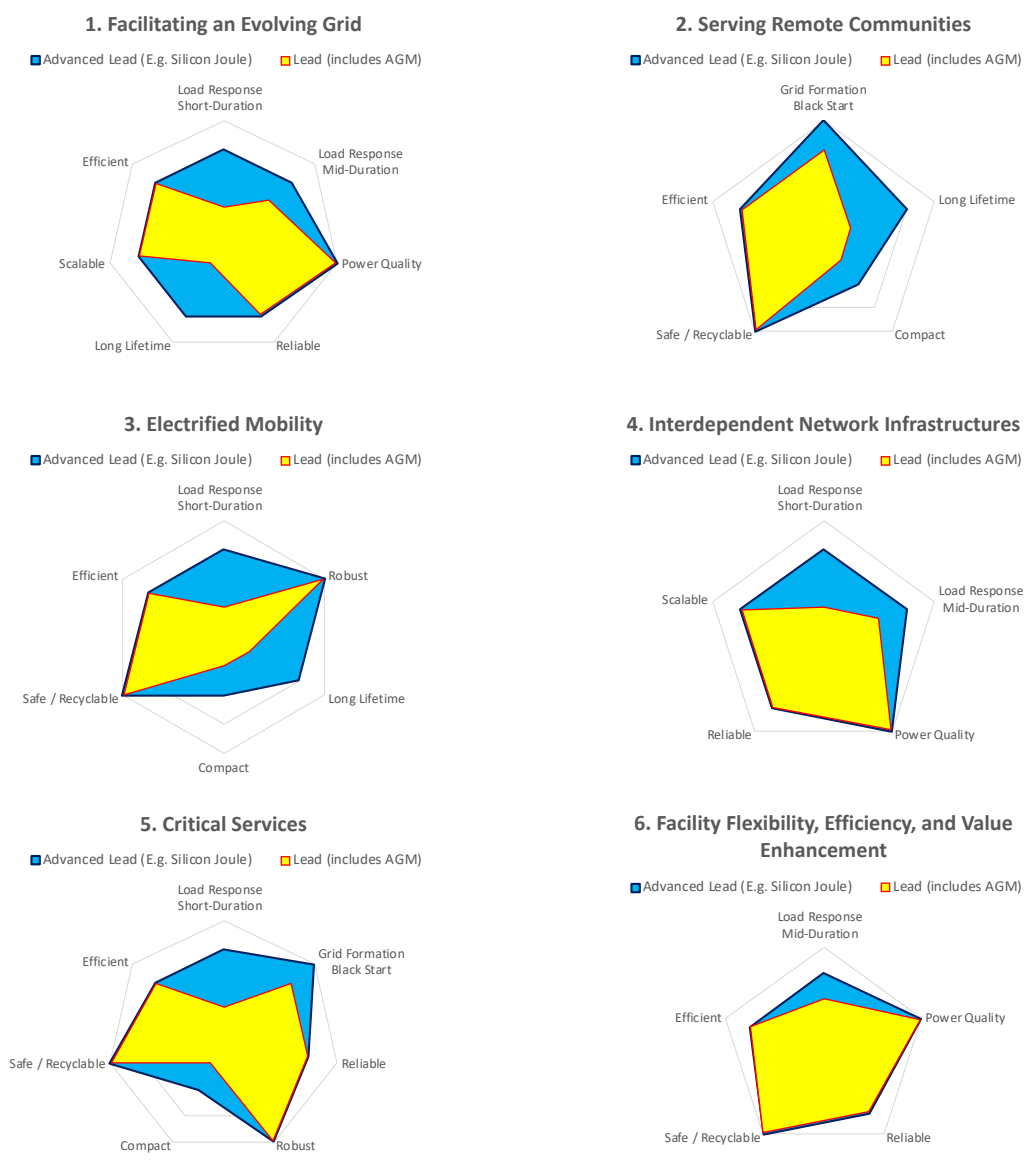 1. Facilitating an Evolving Grid
Advanced Lead (E.g. Silicon Joule) Lead (includes AGM)
Load Response
Short-Duration
Efficient
Load Response
Mid-Duration
Scalable
Power Quality
Long Lifetime
Reliable
2. Serving Remote Communities
Advanced Lead (E.g. Silicon Joule) Lead (includes AGM)
Grid Formation
Black Start
Efficient
Long Lifetime
Safe / Recyclable
Compact
3. Electrified Mobility
Advanced Lead (E.g. Silicon Joule) Lead (includes AGM)
Load Response
Short-Duration
Efficient
Robust
Safe / Recyclable
Long Lifetime
Compact
4. Interdependent Network Infrastructures
Advanced Lead (E.g. Silicon Joule) Lead (includes AGM)
Load Response
Short-Duration
Scalable
Load Response
Mid-Duration
Reliable
Power Quality
5. Critical Services
Advanced Lead (E.g. Silicon Joule) Lead (includes AGM)
Load Response
Short-Duration
Efficient
Grid Formation
Black Start
Safe / Recyclable
Reliable
Compact
Robust
6. Facility Flexibility, Efficiency, and Value
Enhancement
Advanced Lead (E.g. Silicon Joule) Lead (includes AGM)
Load Response
Mid-Duration
Efficient
Power Quality
Safe / Recyclable
Reliable